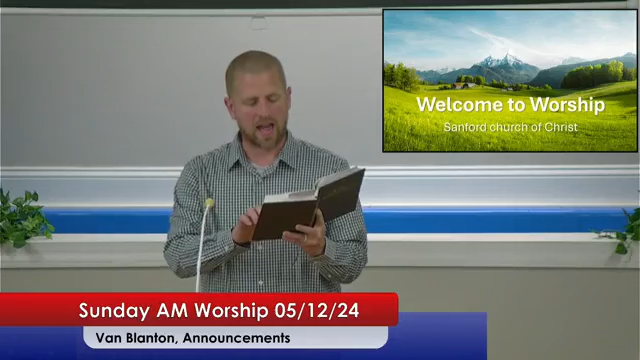 Welcome to Worship
Sanford church of Christ
Sunday AM Worship 05/12/24
Van Blanton, Announcements